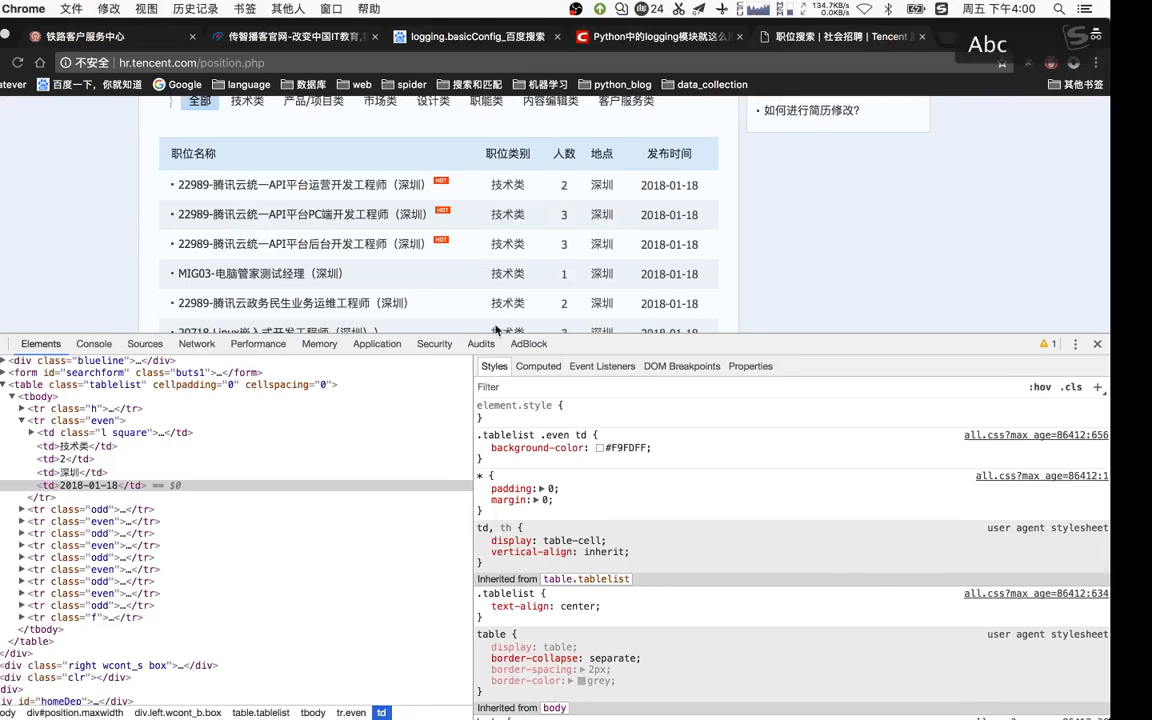 Chrome 文件 修改 视图 历史记录 书签 其他人 窗口 帮助 24 134.7KB/s 0.0KB/s 周五 下午4:00
铁路客户服务中心 × 传智播客官网-改变中国IT教育, × logging.basicConfig_百度搜索 × Python中的logging模块就这么 × 职位搜索 | 社会招聘 | Tencent × Abc
不安全 | hr.tencent.com/position.php
atever 百度一下，你就知道 Google language 数据库 web spider 搜索和匹配 机器学习 python_blog data_collection 其他书签
全部 技术类 产品/项目类 市场类 设计类 职能类 内容编辑类 客户服务类
· 如何进行简历修改?
职位名称 职位类别 人数 地点 发布时间
· 22989-腾讯云统一API平台运营开发工程师（深圳） HOT 技术类 2 深圳 2018-01-18
· 22989-腾讯云统一API平台PC端开发工程师（深圳） HOT 技术类 3 深圳 2018-01-18
· 22989-腾讯云统一API平台后台开发工程师（深圳） HOT 技术类 3 深圳 2018-01-18
· MIG03-电脑管家测试经理（深圳） 技术类 1 深圳 2018-01-18
· 22989-腾讯云政务民生业务运维工程师（深圳） 技术类 2 深圳 2018-01-18
Elements Console Sources Network Performance Memory Application Security Audits AdBlock 1
<div class="blueline">…</div>
<form id="searchform" class="buts1">…</form>
<table class="tablelist" cellpadding="0" cellspacing="0">
<tbody>
<tr class="h">…</tr>
<tr class="even">
<td class="l square">…</td>
<td>技术类</td>
<td>2</td>
<td>深圳</td>
<td>2018-01-18</td> == $0
</tr>
<tr class="odd">…</tr>
<tr class="even">…</tr>
<tr class="odd">…</tr>
<tr class="even">…</tr>
<tr class="odd">…</tr>
<tr class="even">…</tr>
<tr class="odd">…</tr>
<tr class="even">…</tr>
<tr class="odd">…</tr>
<tr class="f">…</tr>
</tbody>
</table>
</div>
<div class="right wcont_s box">…</div>
<div class="clr"></div>
div>
iv id="homeDep">…</div>
ody div#position.maxwidth div.left.wcont_b.box table.tablelist tbody tr.even td
Styles Computed Event Listeners DOM Breakpoints Properties
Filter :hov .cls +
element.style {
}
.tablelist .even td { all.css?max_age=86412:656
background-color: #F9FDFF;
}
* { all.css?max_age=86412:1
padding: 0;
margin: 0;
}
td, th { user agent stylesheet
display: table-cell;
vertical-align: inherit;
}
Inherited from table.tablelist
.tablelist { all.css?max_age=86412:634
text-align: center;
}
table { user agent stylesheet
display: table;
border-collapse: separate;
border-spacing: 2px;
border-color: grey;
}
Inherited from body